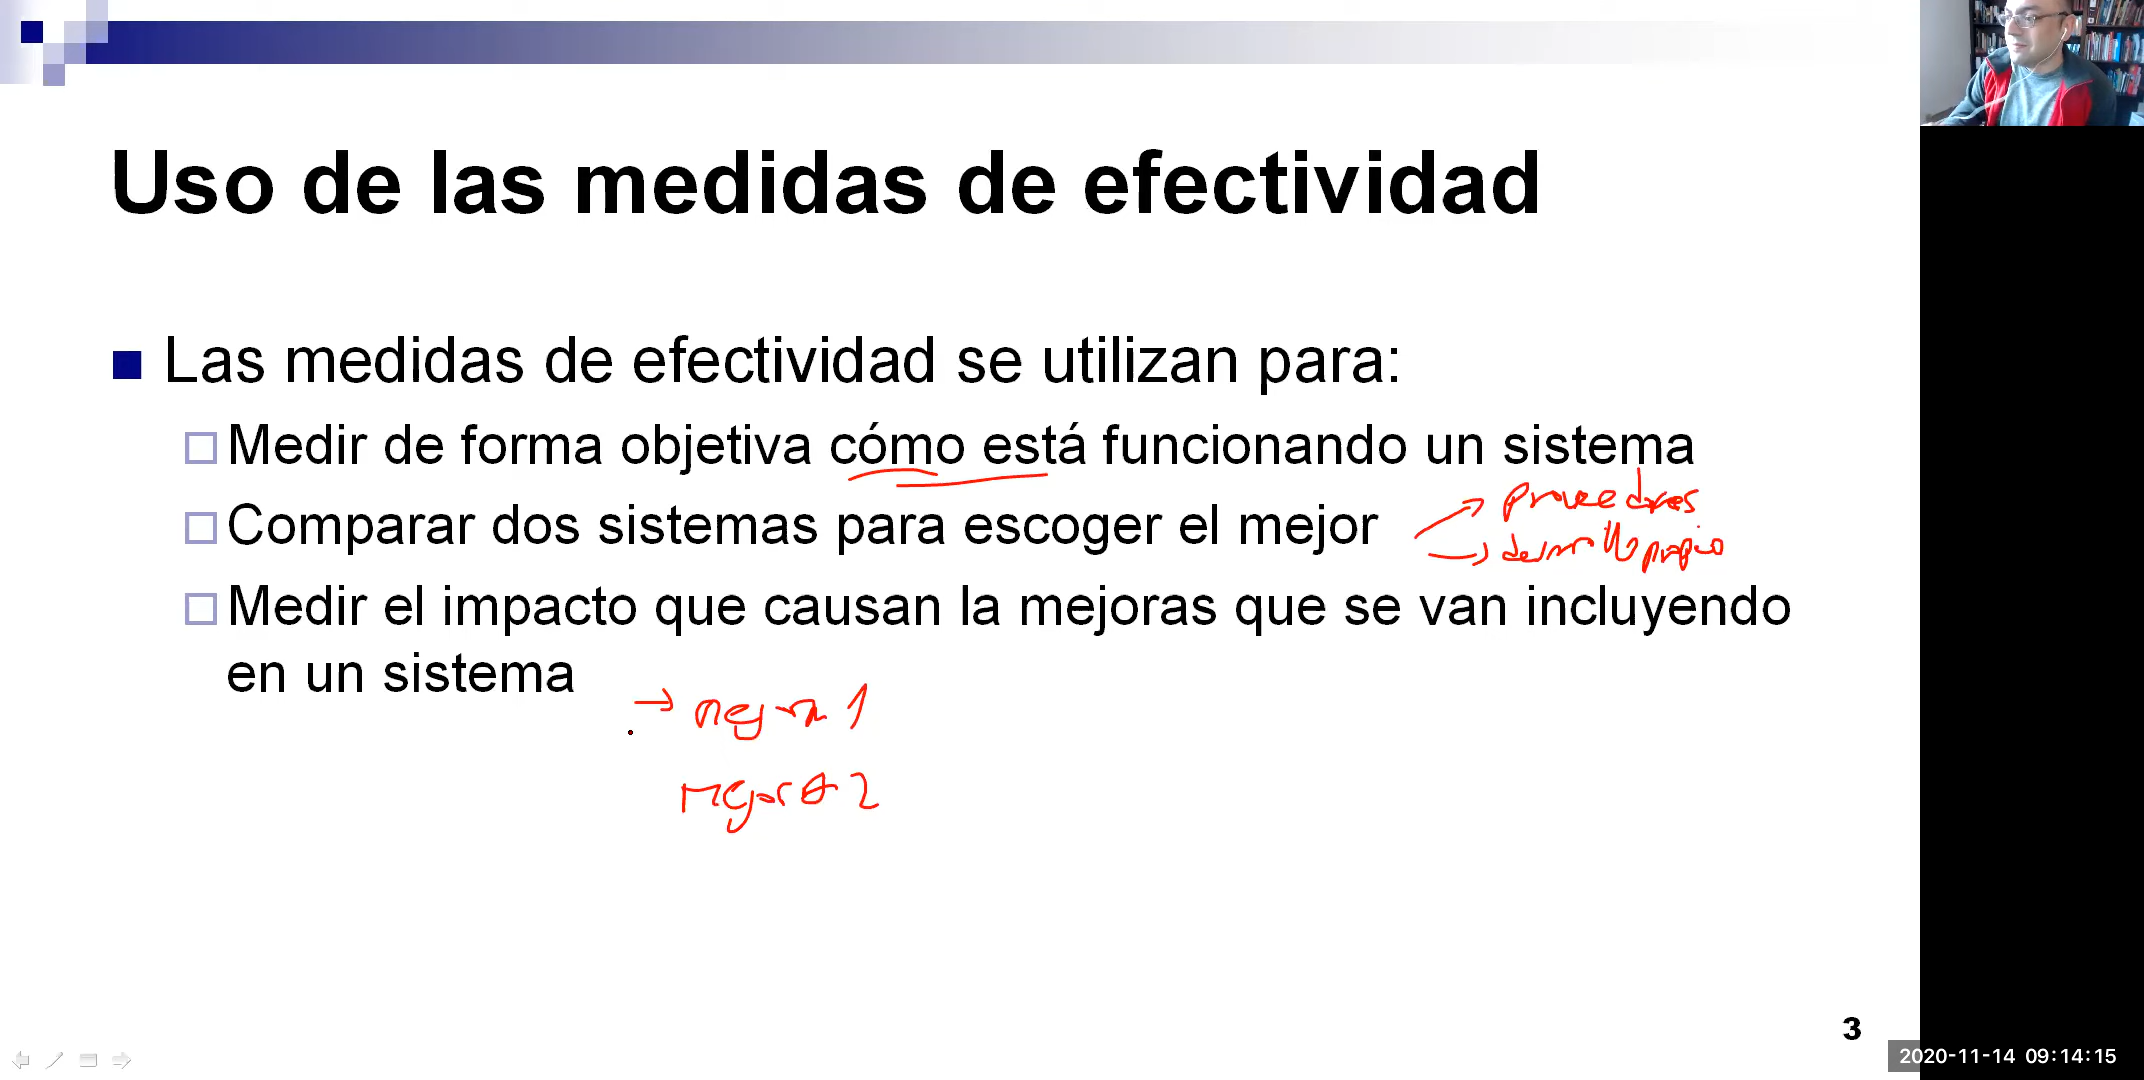 Uso de las medidas de efectividad
Las medidas de efectividad se utilizan para:
Medir de forma objetiva cómo está funcionando un sistema
Comparar dos sistemas para escoger el mejor
proveedores
desarrollo propio
Medir el impacto que causan la mejoras que se van incluyendo
en un sistema
mejora 1
Mejora 2
3
2020-11-14 09:14:15